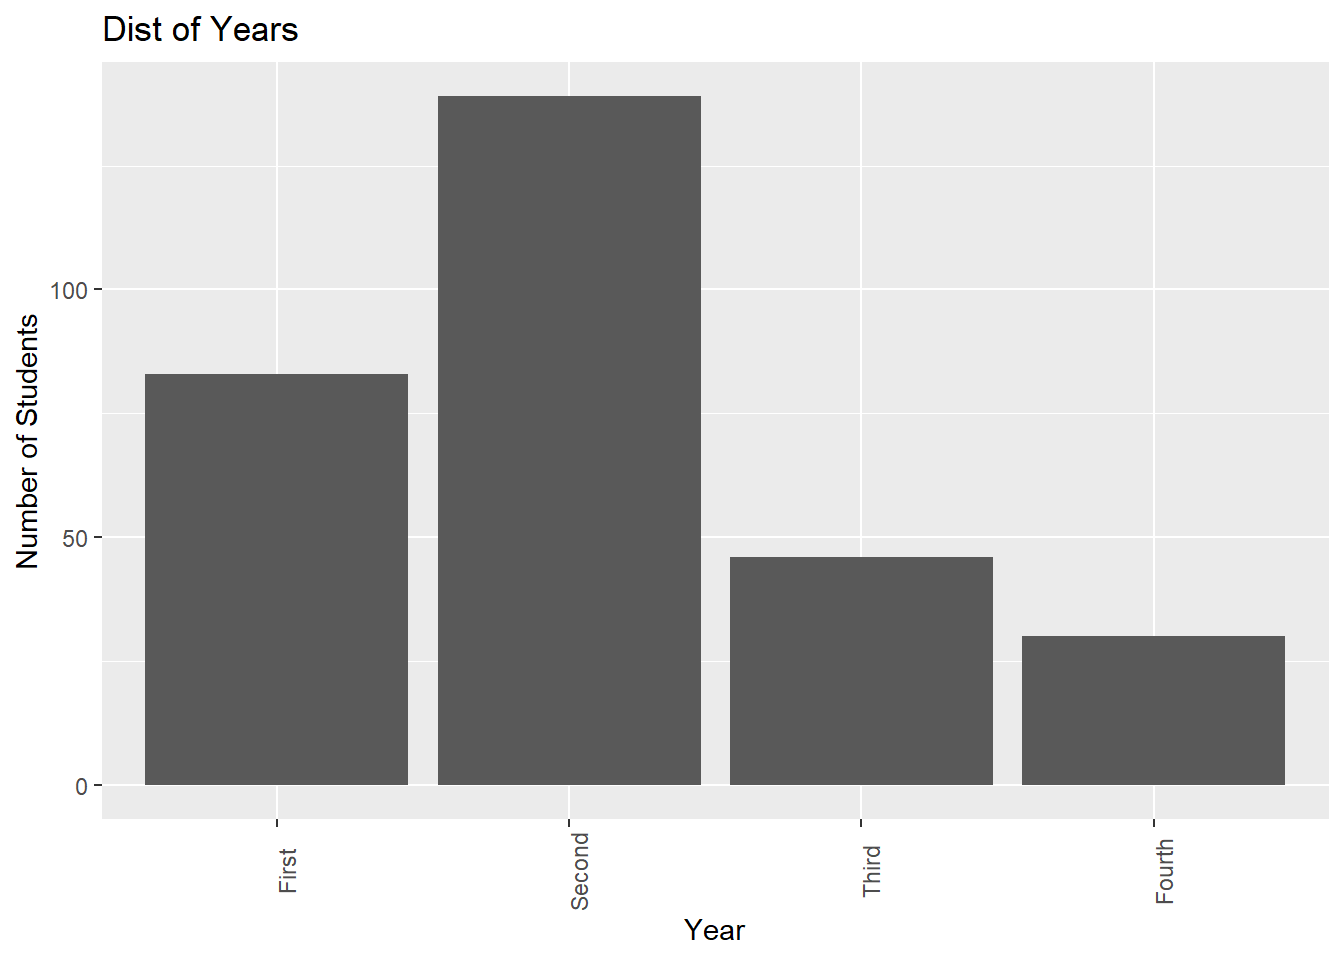 Dist of Years
Number of Students
100
50
0
First
Second
Third
Fourth
Year